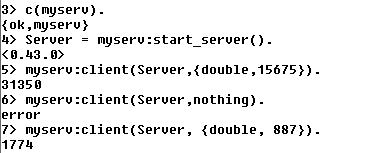 3> c(myserv).
{ok,myserv}
4> Server = myserv:start_server().
<0.43.0>
5> myserv:client(Server,{double,15675}).
31350
6> myserv:client(Server,nothing).
error
7> myserv:client(Server, {double, 887}).
1774